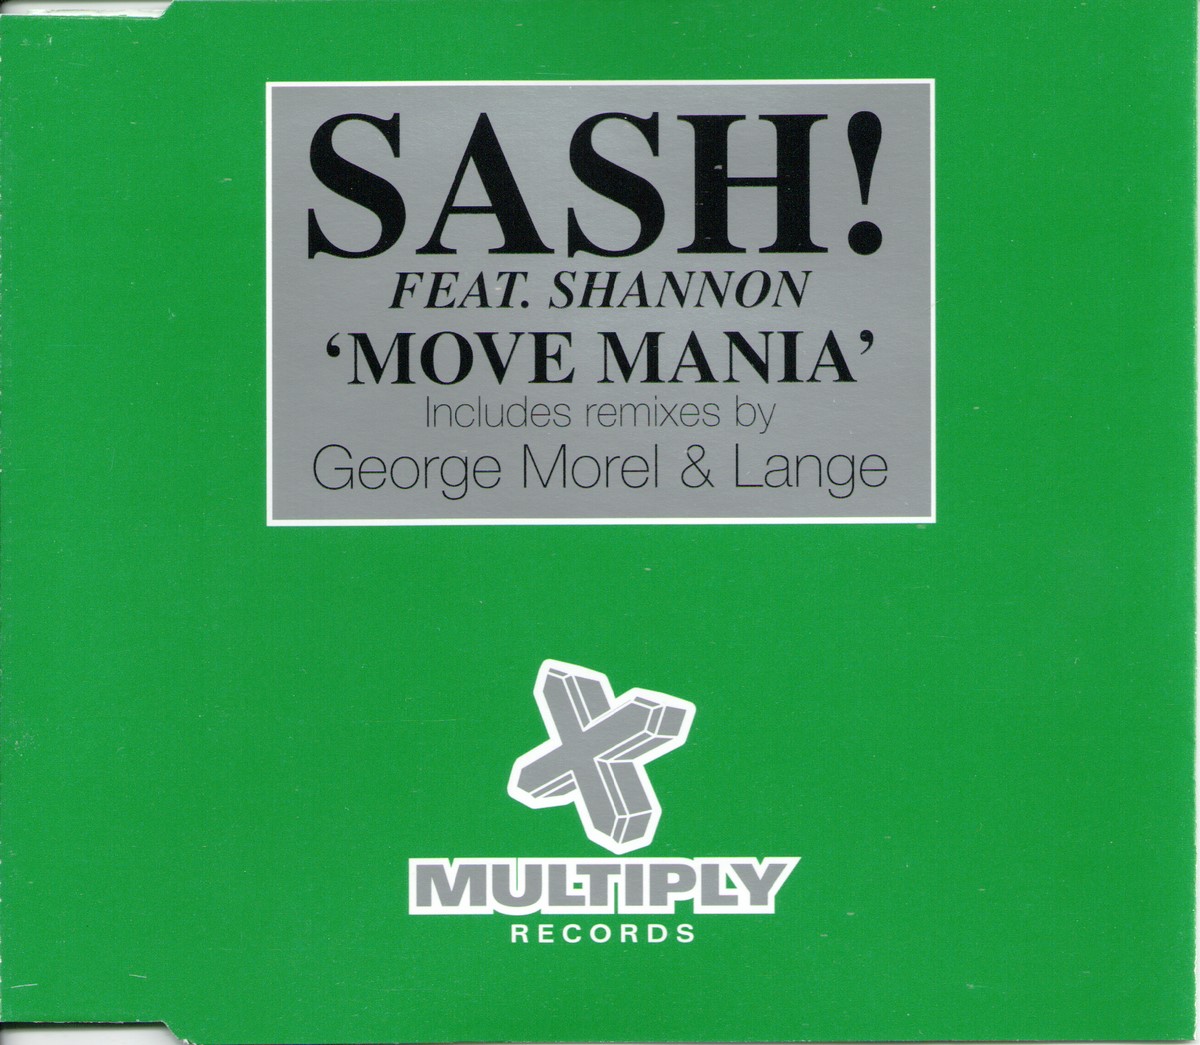 SASH!
FEAT. SHANNON
‘MOVE MANIA’
Includes remixes by
George Morel & Lange
MULTIPLY
RECORDS